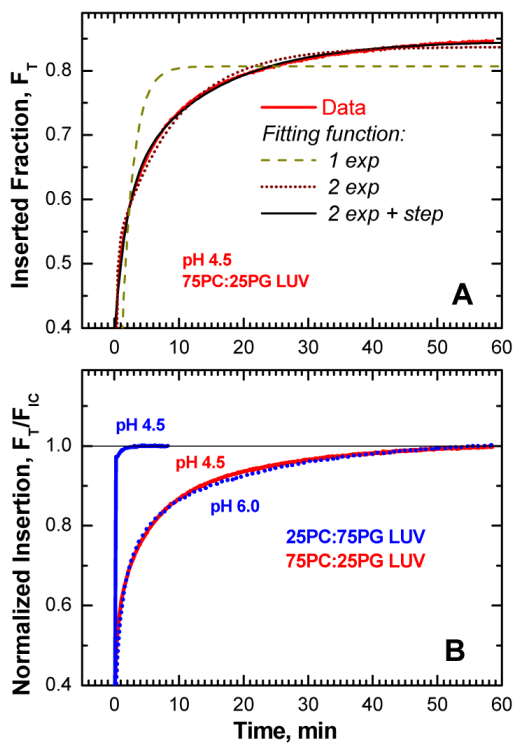 Inserted Fraction, F_T
0.8
0.7
0.6
0.5
0.4
Data
Fitting function:
1 exp
2 exp
2 exp + step
pH 4.5
75PC:25PG LUV
A
0 10 20 30 40 50 60
Normalized Insertion, F_T/F_IC
1.0
0.8
0.6
0.4
pH 4.5
pH 4.5
pH 6.0
25PC:75PG LUV
75PC:25PG LUV
B
0 10 20 30 40 50 60
Time, min